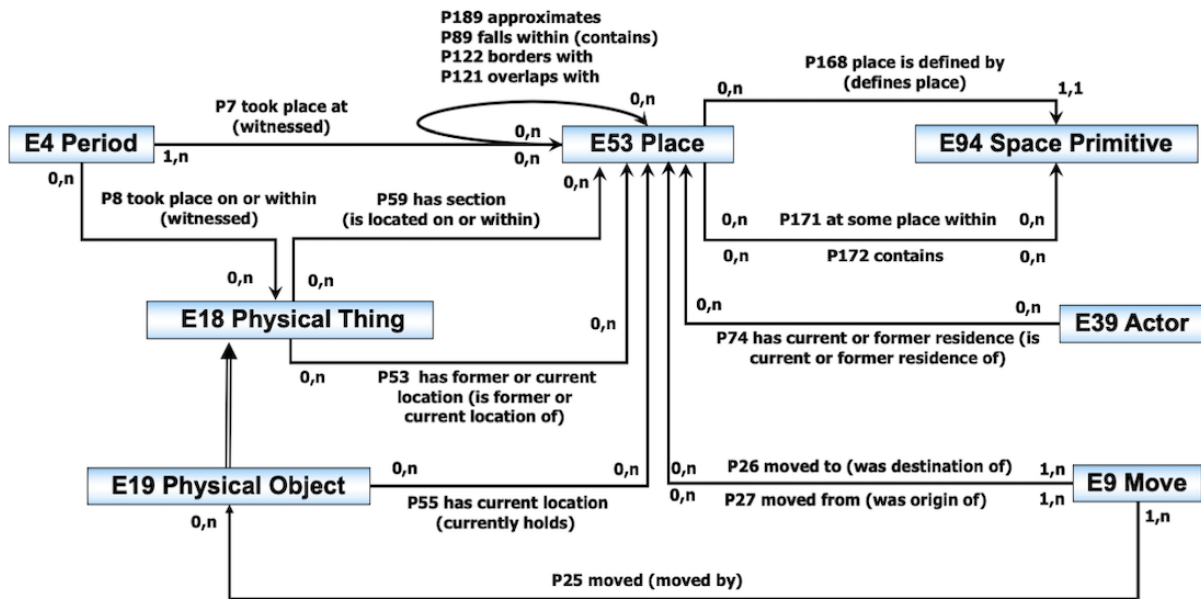 P189 approximates
P89 falls within (contains)
P122 borders with
P121 overlaps with
P7 took place at
(witnessed)
0,n
0,n
P168 place is defined by
(defines place)
1,1
E4 Period
1,n
0,n
0,n
E53 Place
E94 Space Primitive
0,n
0,n
P8 took place on or within
(witnessed)
P59 has section
(is located on or within)
0,n
P171 at some place within
0,n
0,n
P172 contains
0,n
0,n
0,n
E18 Physical Thing
0,n
0,n
0,n
E39 Actor
P74 has current or former residence (is
current or former residence of)
0,n
P53  has former or current
location (is former or
current location of)
E19 Physical Object
0,n
0,n
P55 has current location
(currently holds)
0,n
P26 moved to (was destination of)
1,n
0,n
P27 moved from (was origin of)
1,n
E9 Move
0,n
1,n
P25 moved (moved by)